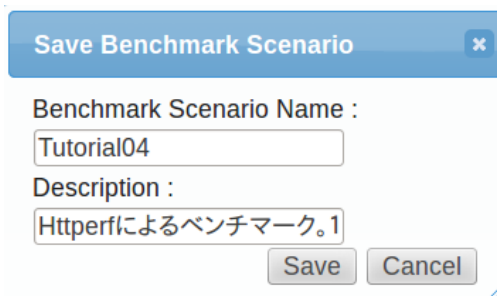 Save Benchmark Scenario
Benchmark Scenario Name :
Tutorial04
Description :
Httperfによるベンチマーク。1
Save Cancel